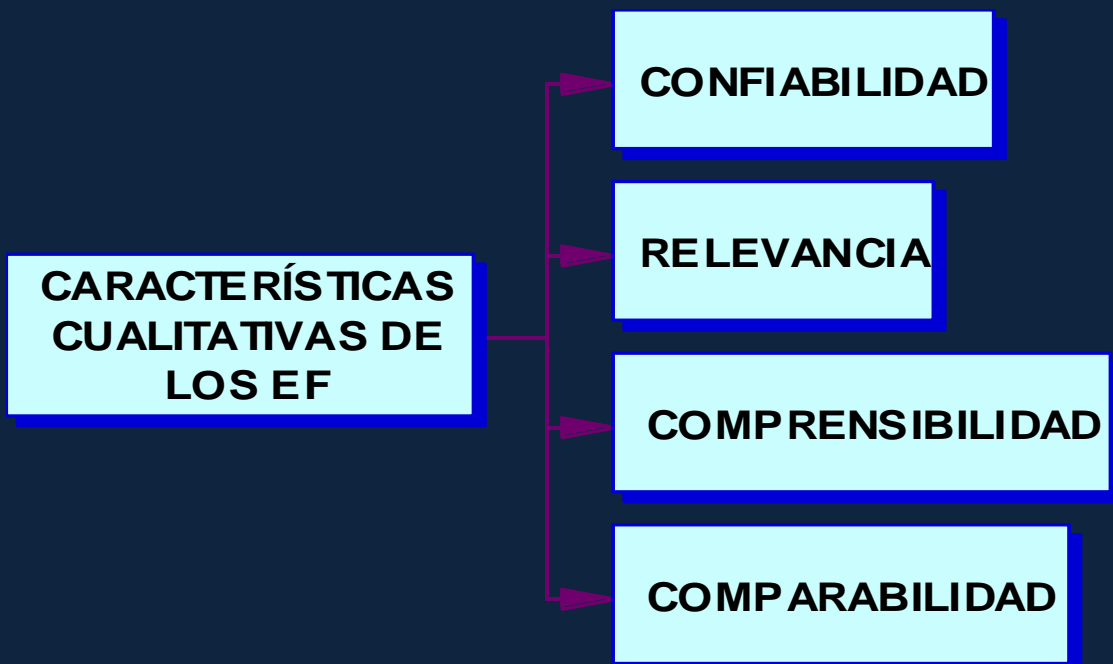 CARACTERÍSTICAS
CUALITATIVAS DE
LOS EF
CONFIABILIDAD
RELEVANCIA
COMPRENSIBILIDAD
COMPARABILIDAD